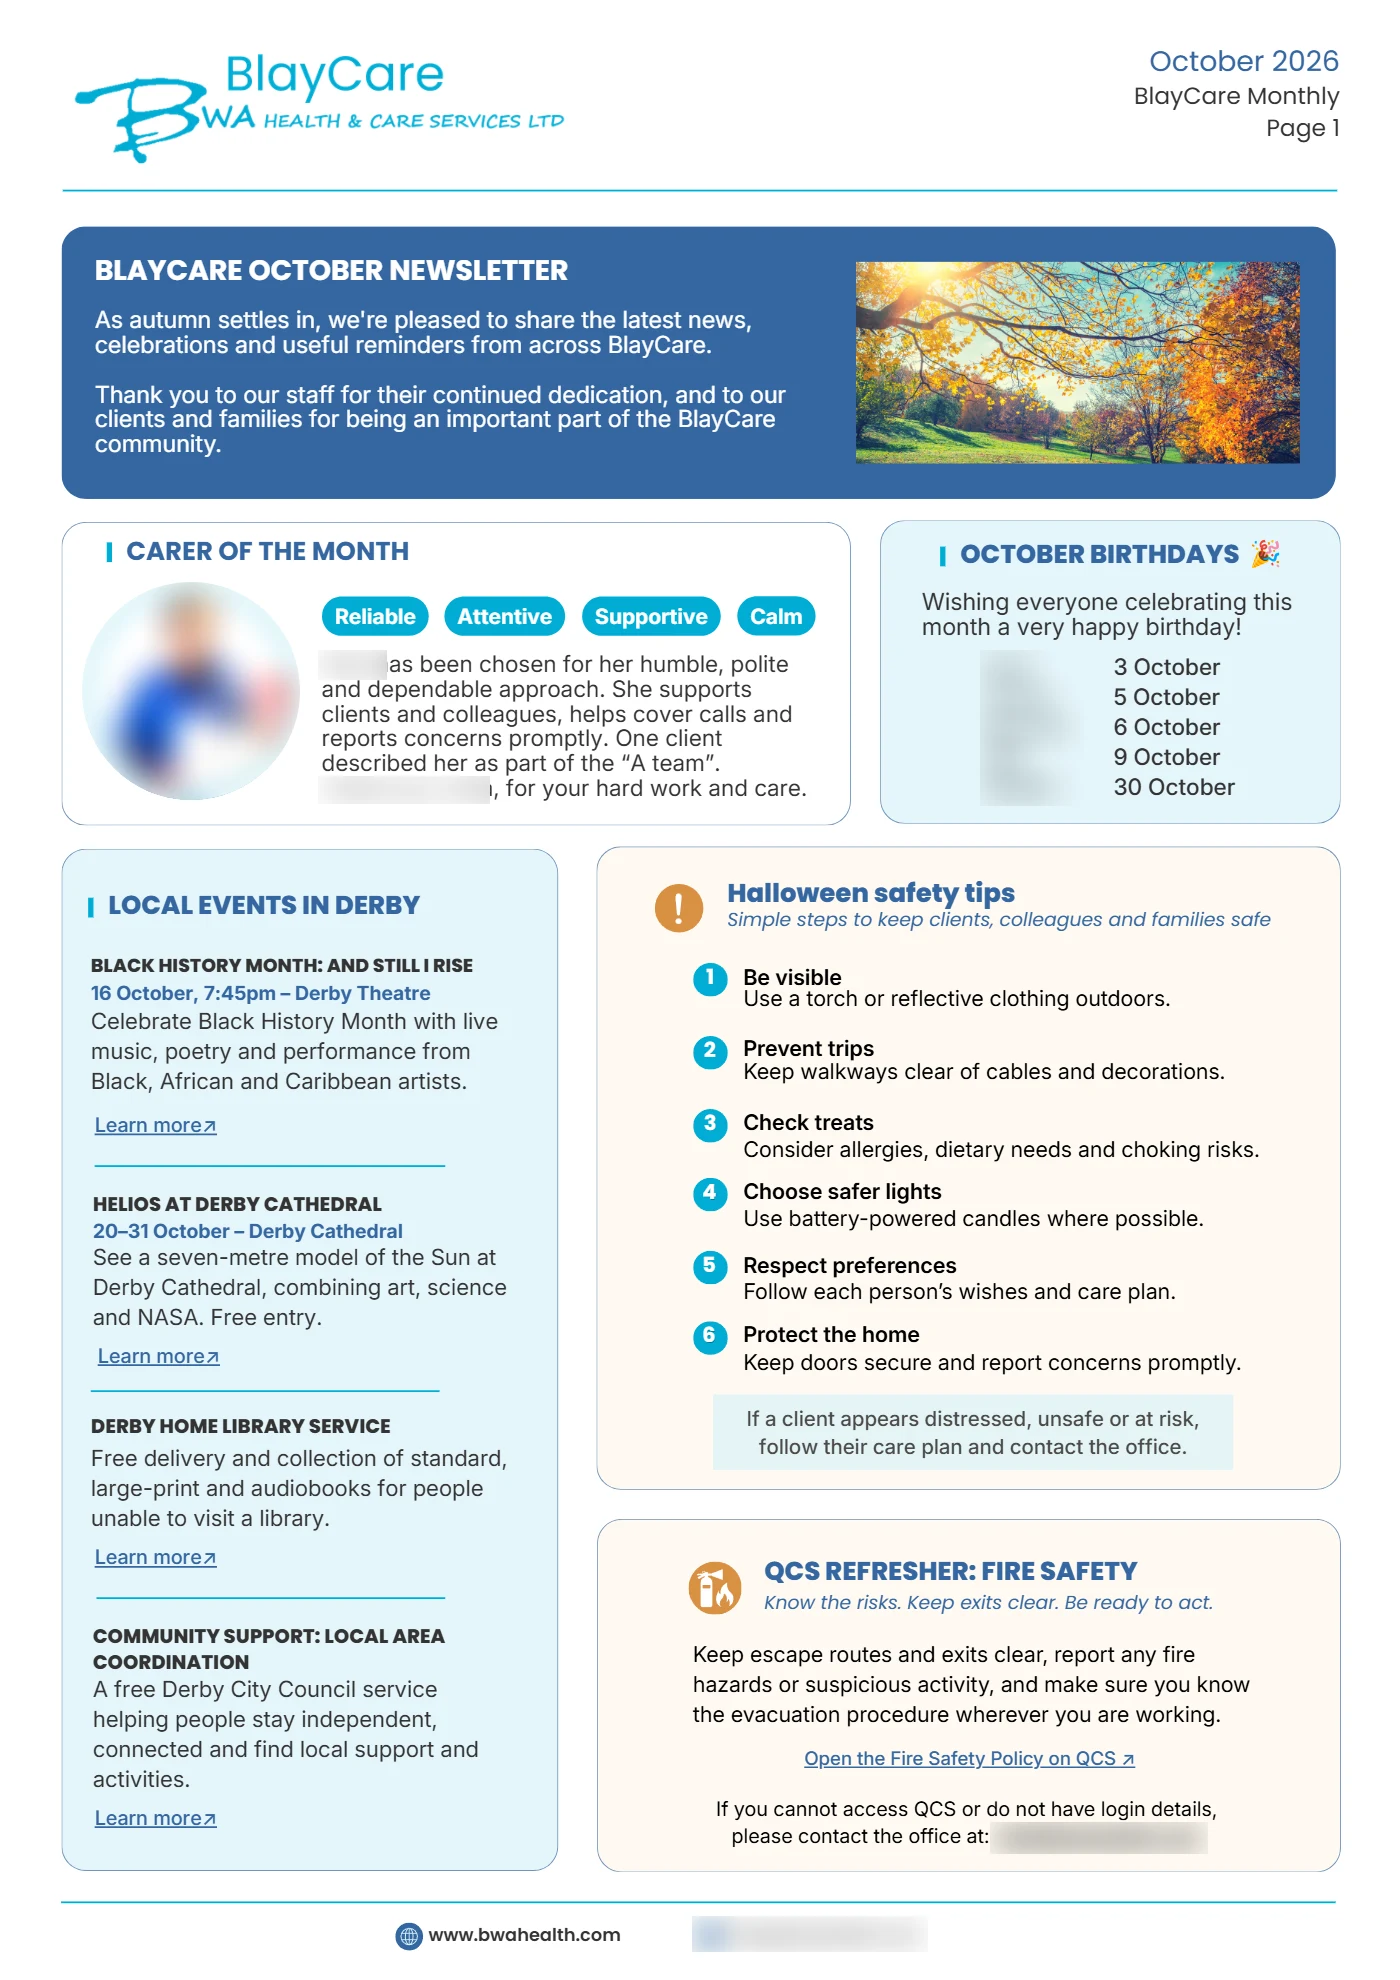 BlayCare
BWA HEALTH & CARE SERVICES LTD
October 2026
BlayCare Monthly
Page 1
BLAYCARE OCTOBER NEWSLETTER
As autumn settles in, we're pleased to share the latest news,
celebrations and useful reminders from across BlayCare.
Thank you to our staff for their continued dedication, and to our
clients and families for being an important part of the BlayCare
community.
CARER OF THE MONTH
Reliable Attentive Supportive Calm
as been chosen for her humble, polite
and dependable approach. She supports
clients and colleagues, helps cover calls and
reports concerns promptly. One client
described her as part of the “A team”.
, for your hard work and care.
OCTOBER BIRTHDAYS 🎉
Wishing everyone celebrating this
month a very happy birthday!
3 October
5 October
6 October
9 October
30 October
LOCAL EVENTS IN DERBY
BLACK HISTORY MONTH: AND STILL I RISE
16 October, 7:45pm – Derby Theatre
Celebrate Black History Month with live
music, poetry and performance from
Black, African and Caribbean artists.
Learn more↗
HELIOS AT DERBY CATHEDRAL
20–31 October – Derby Cathedral
See a seven-metre model of the Sun at
Derby Cathedral, combining art, science
and NASA. Free entry.
Learn more↗
DERBY HOME LIBRARY SERVICE
Free delivery and collection of standard,
large-print and audiobooks for people
unable to visit a library.
Learn more↗
COMMUNITY SUPPORT: LOCAL AREA
COORDINATION
A free Derby City Council service
helping people stay independent,
connected and find local support and
activities.
Learn more↗
Halloween safety tips
Simple steps to keep clients, colleagues and families safe
1 Be visible
Use a torch or reflective clothing outdoors.
2 Prevent trips
Keep walkways clear of cables and decorations.
3 Check treats
Consider allergies, dietary needs and choking risks.
4 Choose safer lights
Use battery-powered candles where possible.
5 Respect preferences
Follow each person’s wishes and care plan.
6 Protect the home
Keep doors secure and report concerns promptly.
If a client appears distressed, unsafe or at risk,
follow their care plan and contact the office.
QCS REFRESHER: FIRE SAFETY
Know the risks. Keep exits clear. Be ready to act.
Keep escape routes and exits clear, report any fire
hazards or suspicious activity, and make sure you know
the evacuation procedure wherever you are working.
Open the Fire Safety Policy on QCS ↗
If you cannot access QCS or do not have login details,
please contact the office at:
www.bwahealth.com